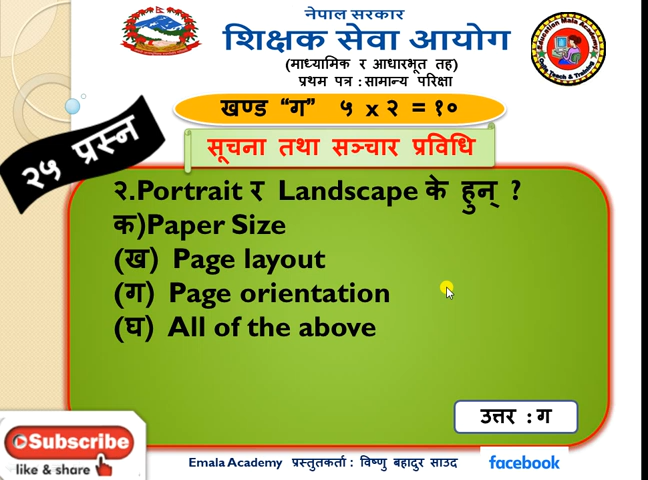 नेपाल सरकार
शिक्षक सेवा आयोग
(माध्यामिक र आधारभूत तह)
प्रथम पत्र : सामान्य परिक्षा
खण्ड “ग” ५ x २ = १०
२५ प्रस्न
सूचना तथा सञ्चार प्रविधि
२.Portrait र Landscape के हुन् ?
क)Paper Size
(ख) Page layout
(ग) Page orientation
(घ) All of the above
उत्तर : ग
Subscribe
like & share
Emala Academy प्रस्तुतकर्ता : विष्णु बहादुर साउद
facebook